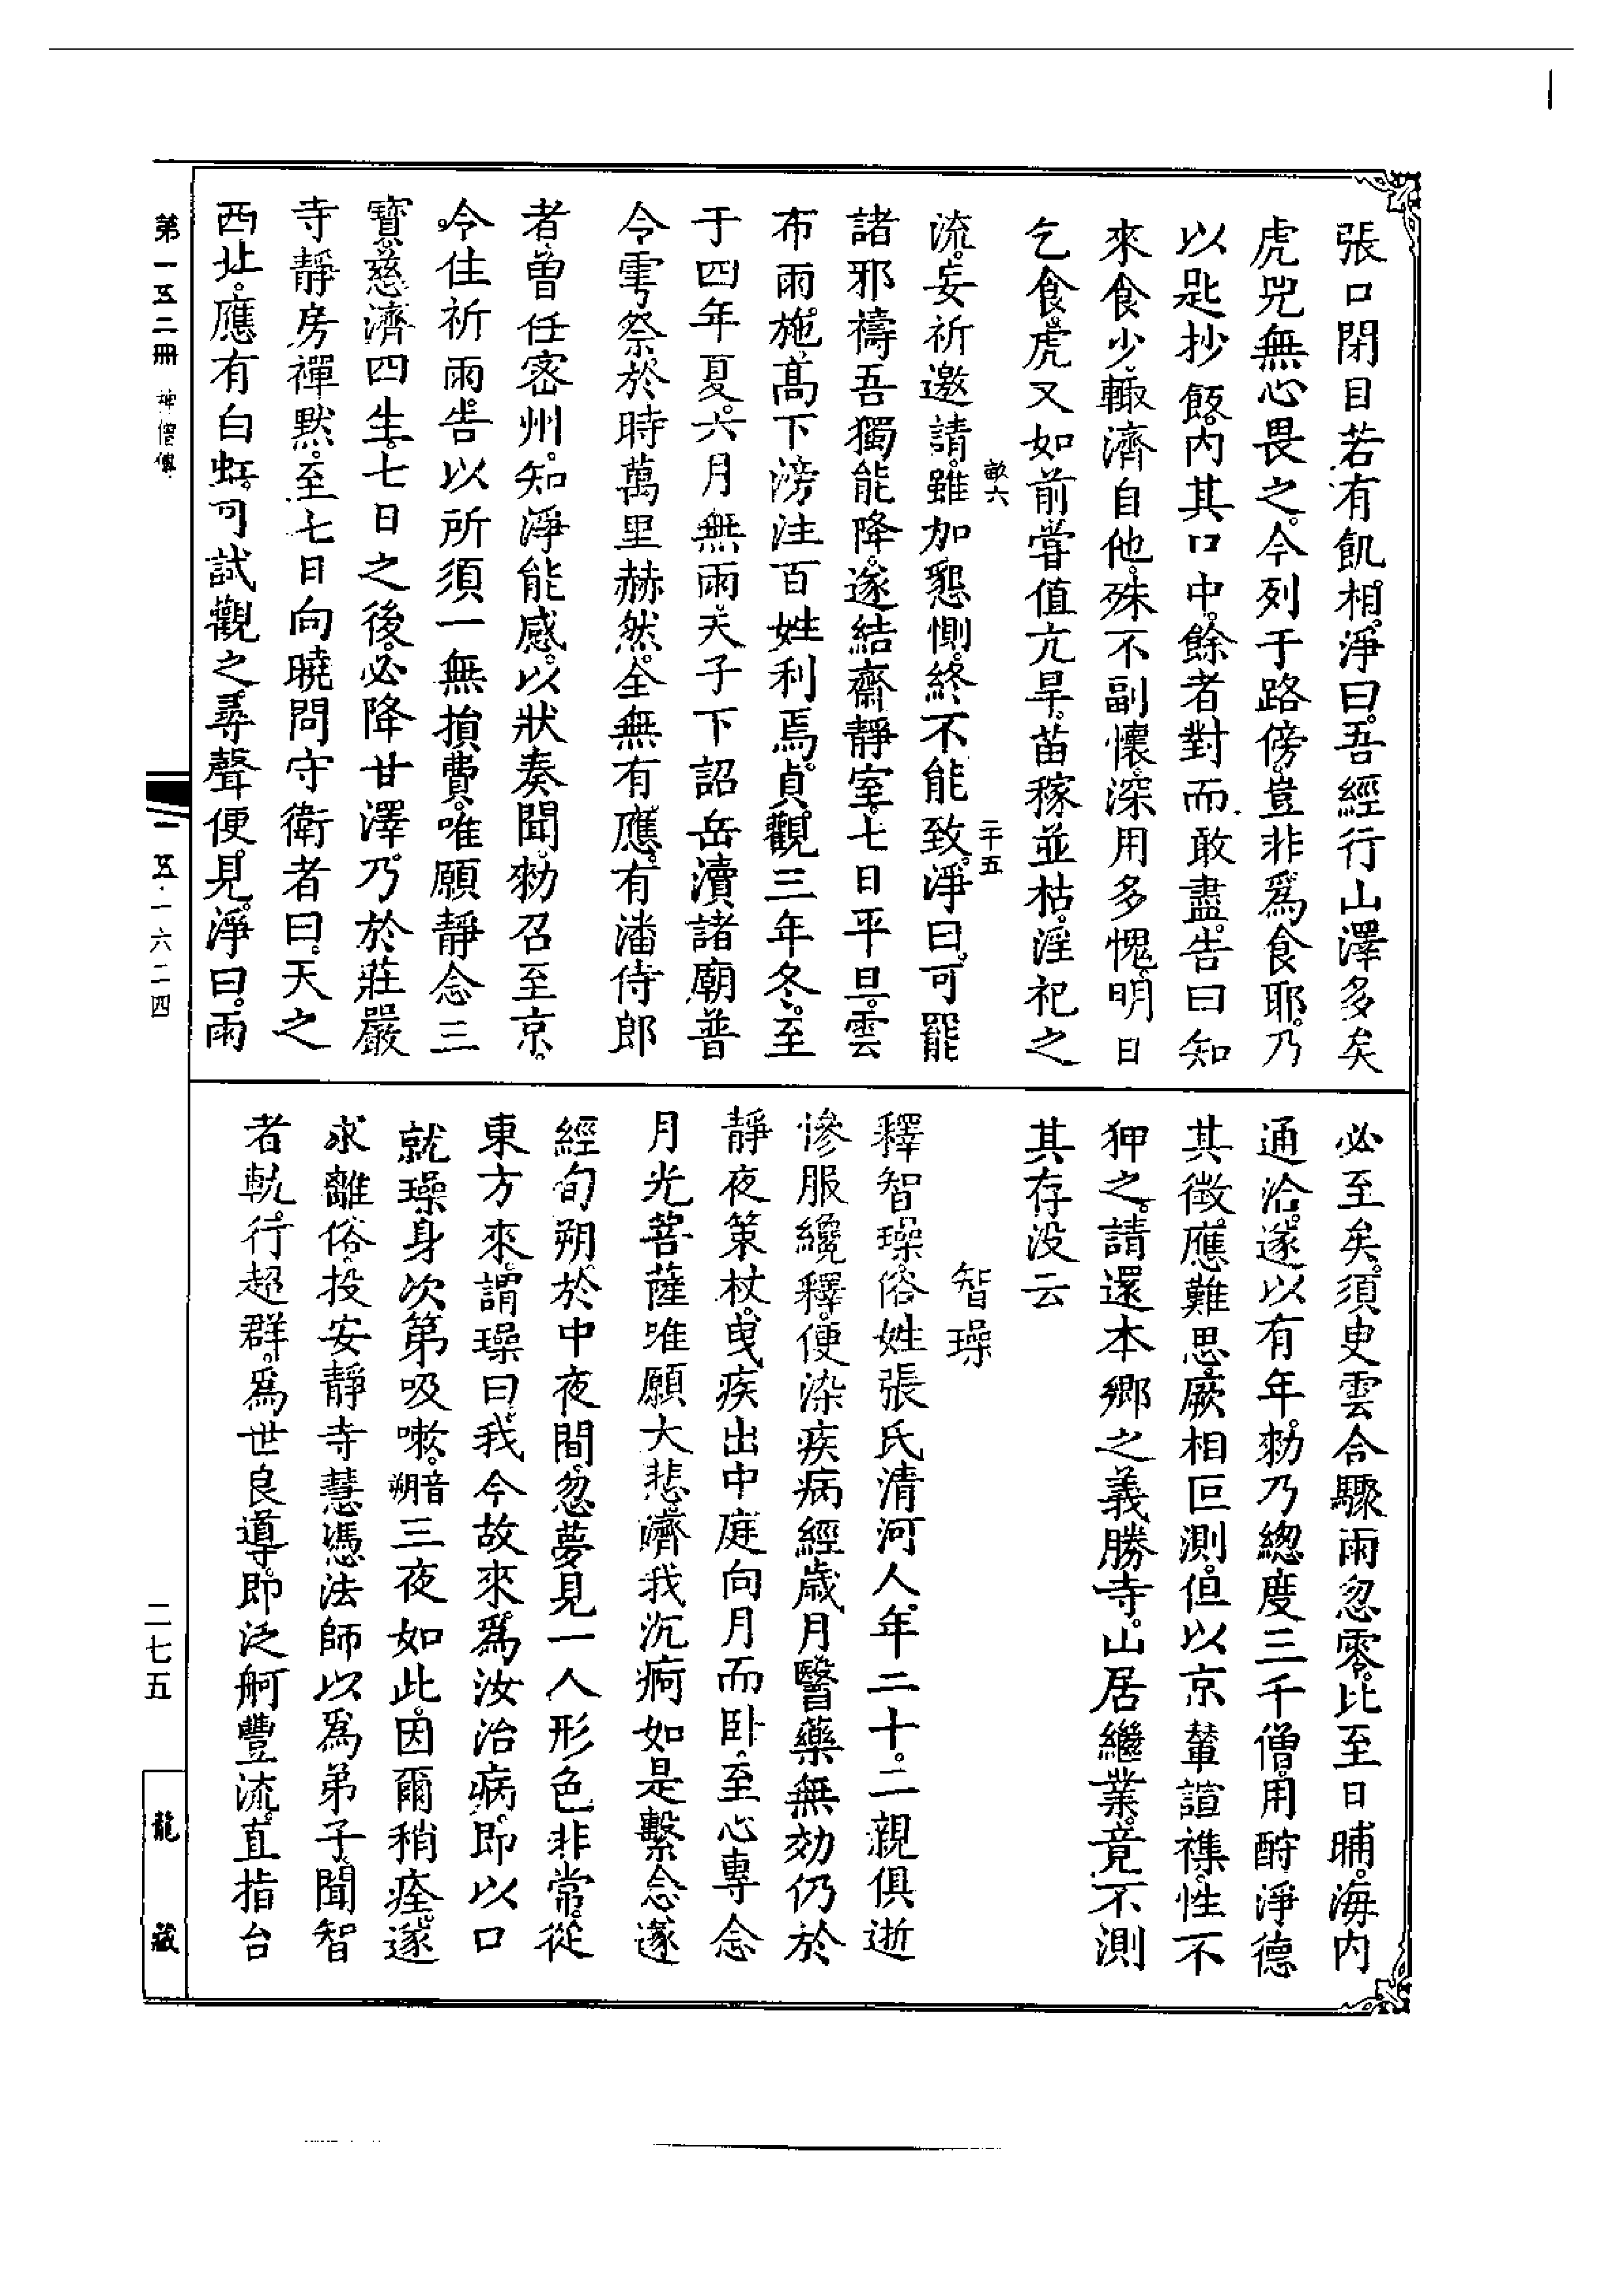 張口閉目若有飢相。淨曰。吾經行山澤多矣
虎兕無心畏之。今列于路傍。豈非爲食耶。乃
以匙抄飯。內其口中。餘者對而敢盡。告曰知
來食少。輙濟自他。殊不副懷。深用多愧。明日
乞食。虎又如前。甞值亢旱。苗稼並枯。淫祀之
畝六
二十五
流。妄祈邀請。雖加懇惻。終不能致。淨曰。可罷
諸邪禱。吾獨能降。遂結齋靜室。七日平旦。雲
布雨施。高下滂注。百姓利焉。貞觀三年冬。至
于四年夏。六月無雨。天子下詔岳瀆諸廟普
令雩祭。於時萬里赫然。全無有應。有潘侍郎
者。曾任密州。知淨能感。以狀奏聞。勑召至京。
令住祈雨。告以所須一無損費。唯願靜念三
寶。慈濟四生。七日之後。必降甘澤。乃於莊嚴
寺靜房禪默。至七日向曉問守衛者曰。天之
西北。應有白虹。可試觀之。尋聲便見。淨曰。雨
必至矣。須臾雲合驟雨忽零。比至日晡。海內
通洽。遂以有年。勑乃總度三千僧。用酧淨德
其徵應難思。厥相叵測。但以京輦諠襍。性不
狎之。請還本鄉之義勝寺。山居繼業。竟不測
其存没云
智璪
釋智璪。俗姓張氏清河人。年二十。二親俱逝
慘服纔釋。便染疾病經歲月。醫藥無効仍於
靜夜策杖。曳疾出中庭向月而卧。至心專念
月光菩薩唯願大悲濟我沉痾如是繫念遂
經旬朔。於中夜間。忽夢見一人形色非常。從
東方來。謂璪曰。我今故來。爲汝治病。即以口
就璪身次第吸嗽。音朔三夜如此。因爾稍痊。遂
求離俗。投安靜寺慧憑法師以爲弟子。聞智
者軌行超群。爲世良導。即泛舸豐流。直指台
第一五二冊 神僧傳
一五·一六二四
二七五
龍藏